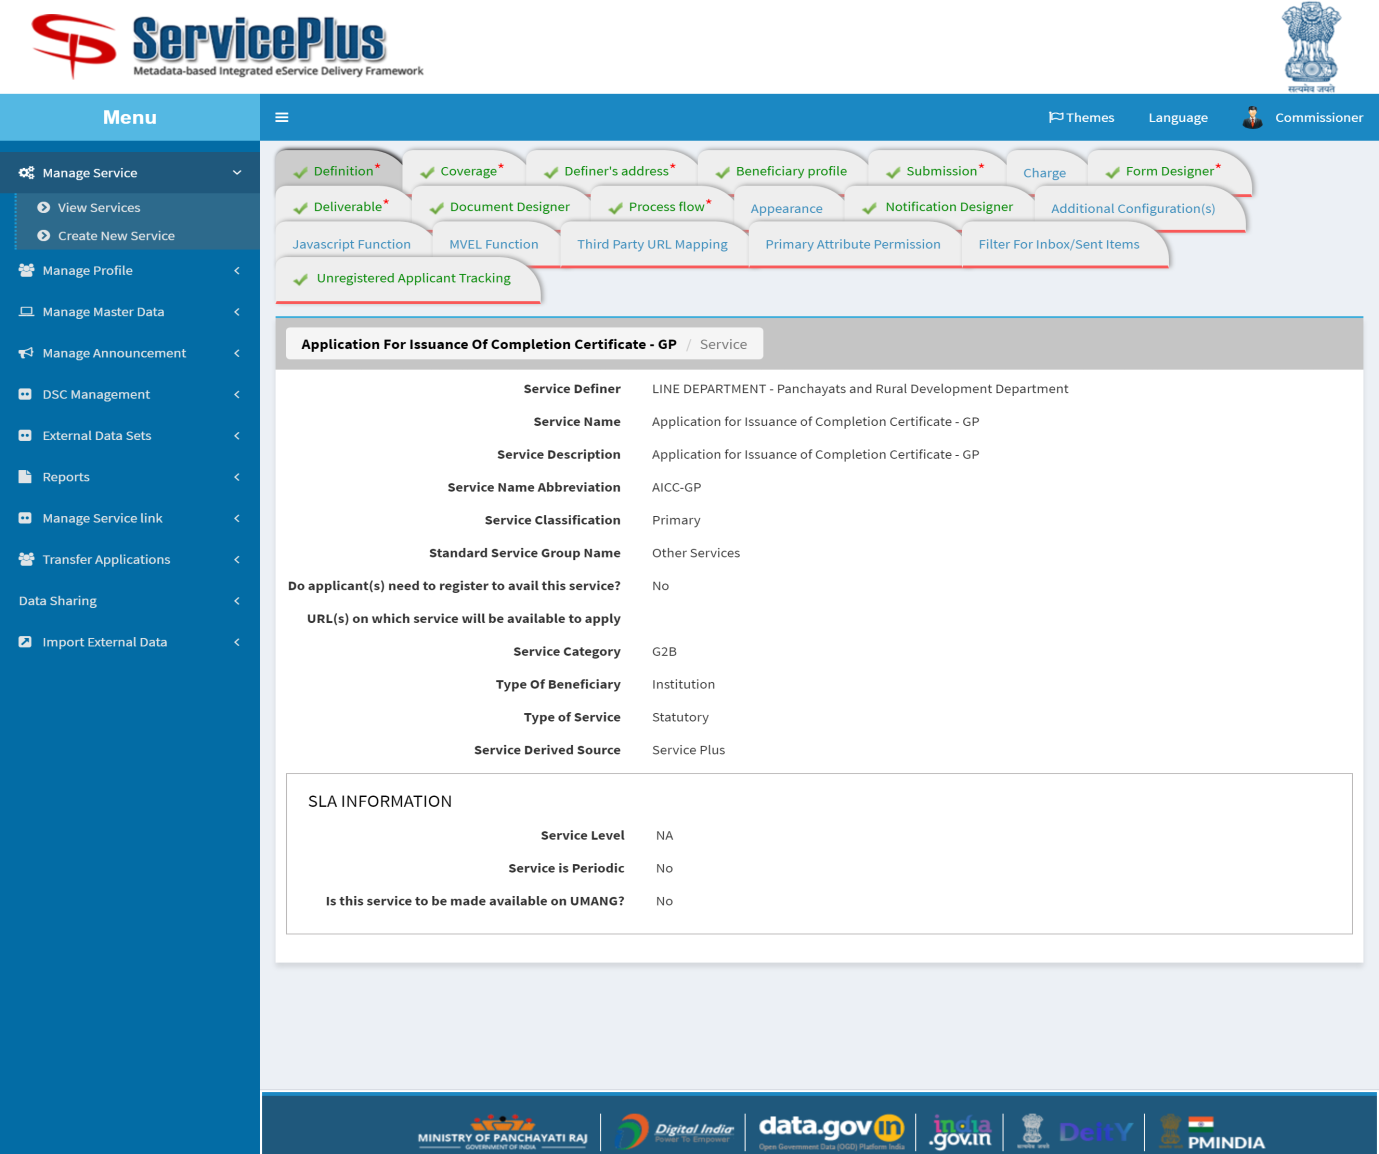 ServicePlus
Metadata-based Integrated eService Delivery Framework
सत्यमेव जयते
Menu
Themes Language Commissioner
Manage Service
View Services
Create New Service
Manage Profile
Manage Master Data
Manage Announcement
DSC Management
External Data Sets
Reports
Manage Service link
Transfer Applications
Data Sharing
Import External Data
Definition* Coverage* Definer's address* Beneficiary profile Submission* Charge Form Designer*
Deliverable* Document Designer Process flow* Appearance Notification Designer Additional Configuration(s)
Javascript Function MVEL Function Third Party URL Mapping Primary Attribute Permission Filter For Inbox/Sent Items
Unregistered Applicant Tracking
Application For Issuance Of Completion Certificate - GP / Service
Service Definer LINE DEPARTMENT - Panchayats and Rural Development Department
Service Name Application for Issuance of Completion Certificate - GP
Service Description Application for Issuance of Completion Certificate - GP
Service Name Abbreviation AICC-GP
Service Classification Primary
Standard Service Group Name Other Services
Do applicant(s) need to register to avail this service? No
URL(s) on which service will be available to apply
Service Category G2B
Type Of Beneficiary Institution
Type of Service Statutory
Service Derived Source Service Plus
SLA INFORMATION
Service Level NA
Service is Periodic No
Is this service to be made available on UMANG? No
MINISTRY OF PANCHAYATI RAJ
GOVERNMENT OF INDIA
Digital India
Power To Empower
data.gov in
Open Government Data (OGD) Platform India
india
.gov.in
DeitY
PMINDIA